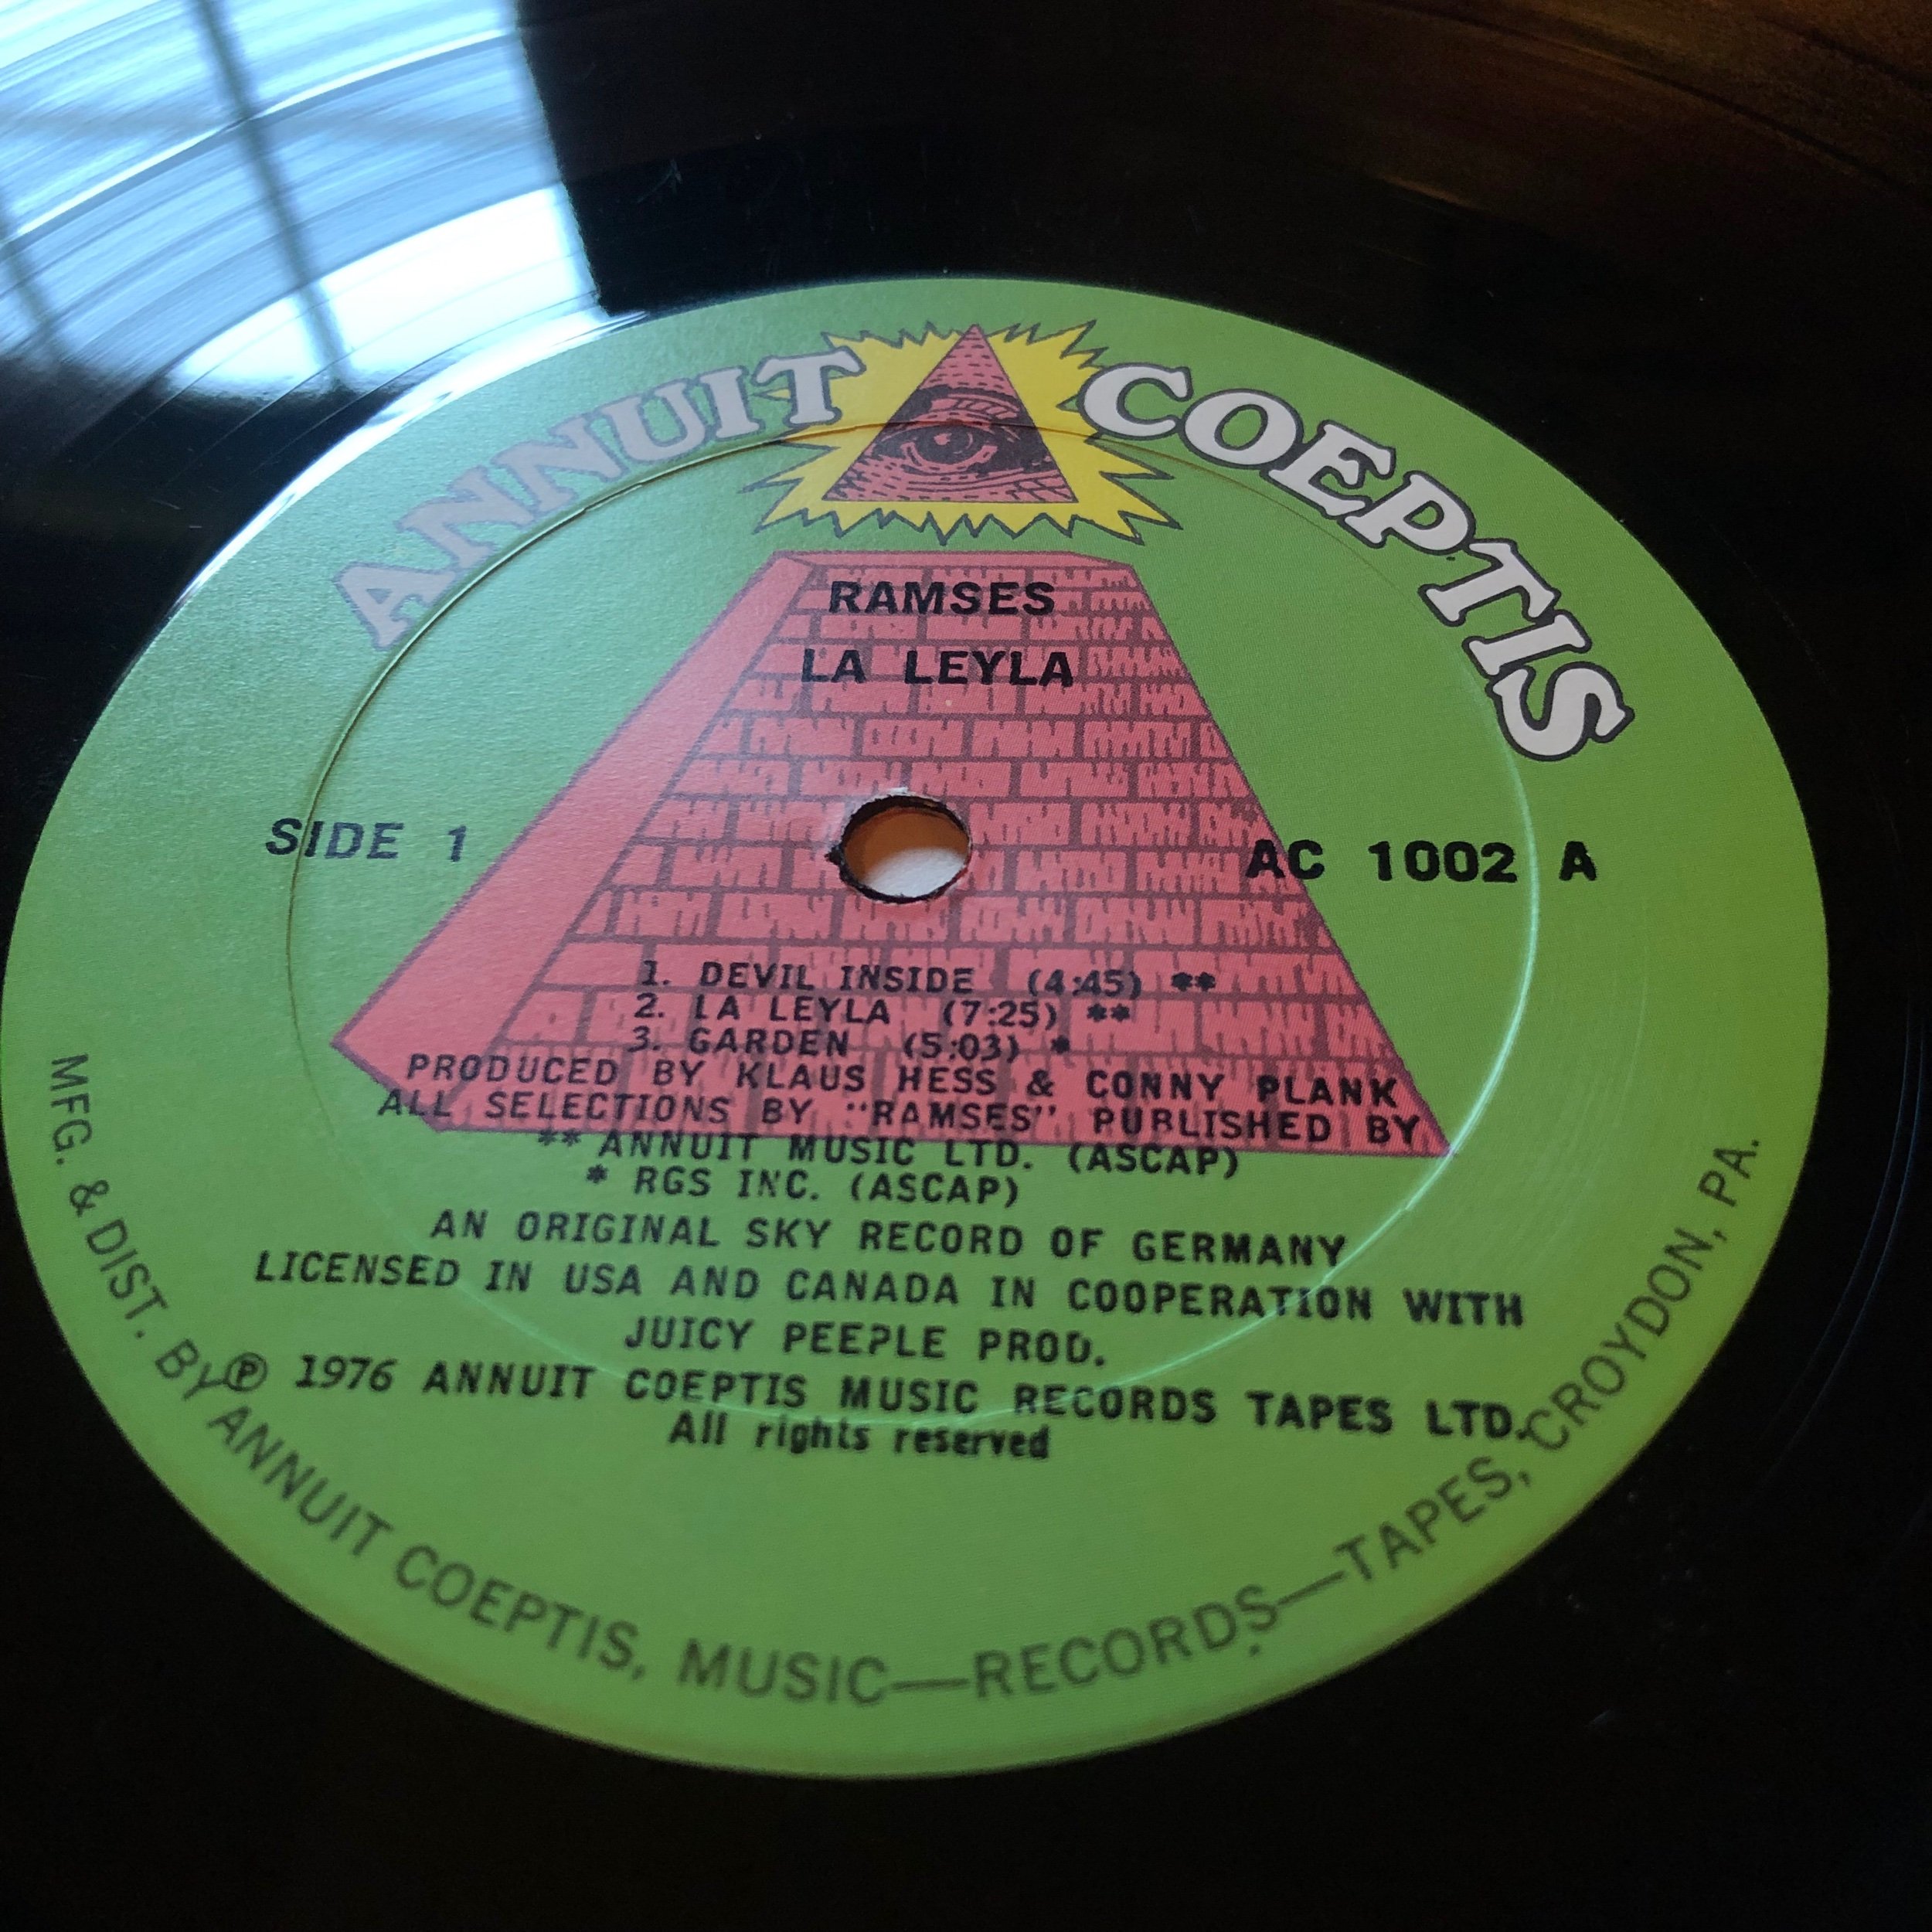 ANNUIT COEPTIS
RAMSES
LA LEYLA
SIDE 1
AC 1002 A
1. DEVIL INSIDE (4:45) **
2. LA LEYLA (7:25) **
3. GARDEN (5:03) *
PRODUCED BY KLAUS HESS & CONNY PLANK
ALL SELECTIONS BY "RAMSES" PUBLISHED BY
** ANNUIT MUSIC LTD. (ASCAP)
* RGS INC. (ASCAP)
AN ORIGINAL SKY RECORD OF GERMANY
LICENSED IN USA AND CANADA IN COOPERATION WITH
JUICY PEEPLE PROD.
℗ 1976 ANNUIT COEPTIS MUSIC RECORDS TAPES LTD.
All rights reserved
MFG. & DIST. BY ANNUIT COEPTIS, MUSIC—RECORDS—TAPES, CROYDON, PA.